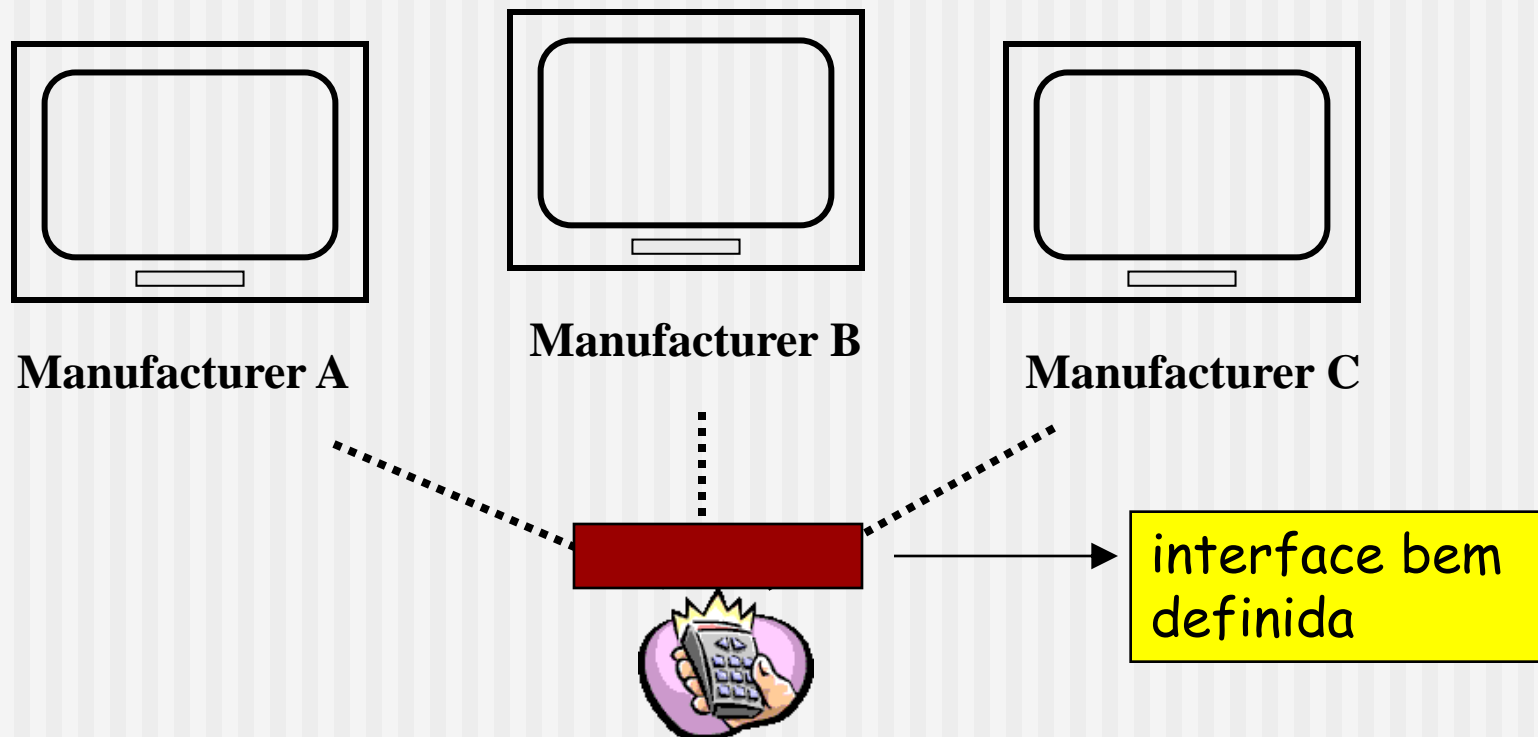 Manufacturer A
Manufacturer B
Manufacturer C
interface bem
definida